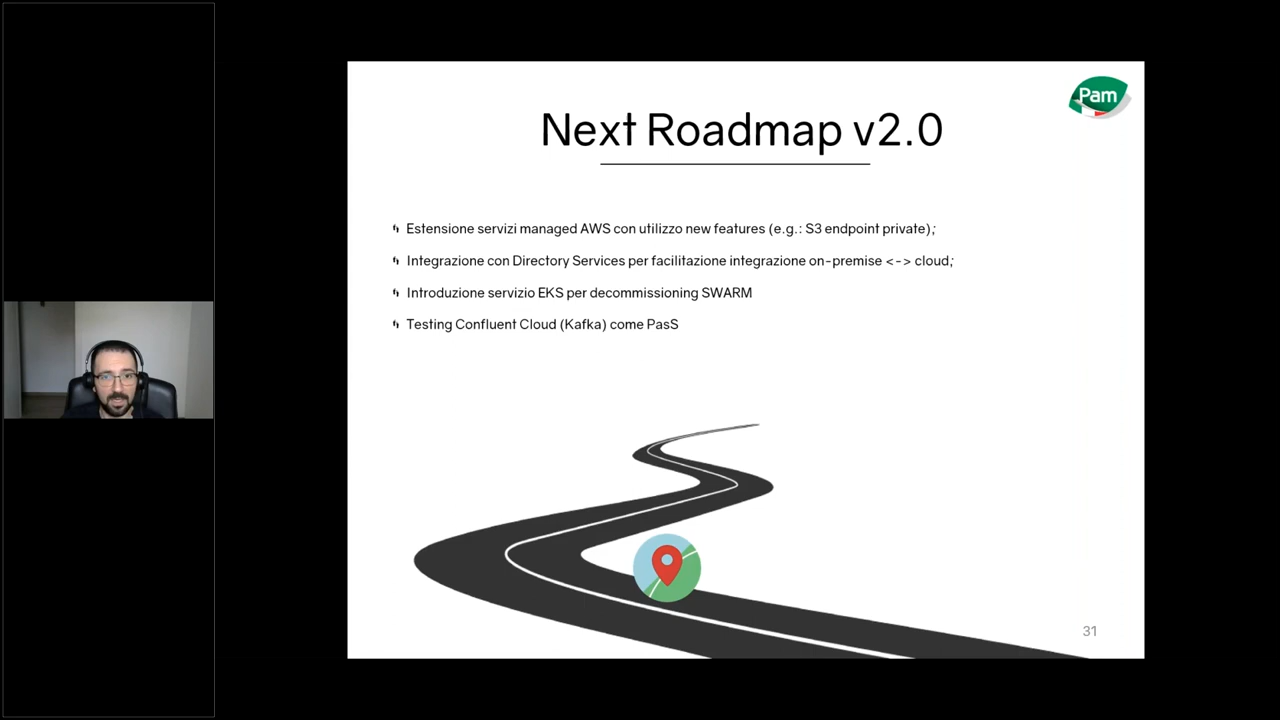 Pam
Next Roadmap v2.0
Estensione servizi managed AWS con utilizzo new features (e.g.: S3 endpoint private);
Integrazione con Directory Services per facilitazione integrazione on-premise <-> cloud;
Introduzione servizio EKS per decommissioning SWARM
Testing Confluent Cloud (Kafka) come PasS
31